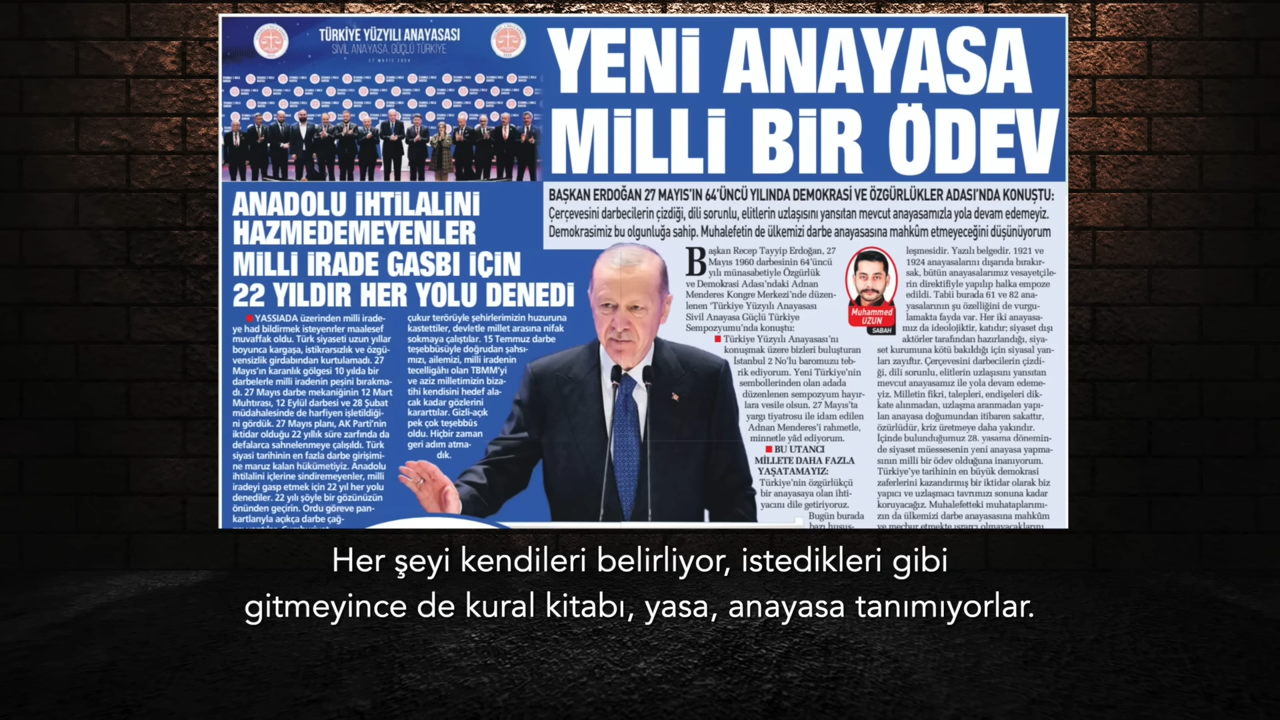 TÜRKİYE YÜZYILI ANAYASASI
SİVİL ANAYASA, GÜÇLÜ TÜRKİYE
27 MAYIS 2024
YENİ ANAYASA
MİLLİ BİR ÖDEV
BAŞKAN ERDOĞAN 27 MAYIS'IN 64'ÜNCÜ YILINDA DEMOKRASİ VE ÖZGÜRLÜKLER ADASI'NDA KONUŞTU:
Çerçevesini darbecilerin çizdiği, dili sorunlu, elitlerin uzlaşısını yansıtan mevcut anayasamızla yola devam edemeyiz.
Demokrasimiz bu olgunluğa sahip. Muhalefetin de ülkemizi darbe anayasasına mahkûm etmeyeceğini düşünüyorum
ANADOLU İHTİLALİNİ
HAZMEDEMEYENLER
MİLLİ İRADE GASBI İÇİN
22 YILDIR HER YOLU DENEDİ
YASSIADA üzerinden milli irade-
ye had bildirmek isteyenler maalesef
muvaffak oldu. Türk siyaseti uzun yıllar
boyunca kargaşa, istikrarsızlık ve özgü-
vensizlik girdabından kurtulamadı. 27
Mayıs'ın karanlık gölgesi 10 yılda bir
darbelerle milli iradenin peşini bırakma-
dı. 27 Mayıs darbe mekaniğinin 12 Mart
Muhtırası, 12 Eylül darbesi ve 28 Şubat
müdahalesinde de harfiyen işletildiği-
ni gördük. 27 Mayıs planı, AK Parti'nin
iktidar olduğu 22 yıllık süre zarfında da
defalarca sahnelenmeye çalışıldı. Türk
siyasi tarihinin en fazla darbe girişimi-
ne maruz kalan hükümetiyiz. Anadolu
ihtilalini içlerine sindiremeyenler, milli
iradeyi gasp etmek için 22 yıl her yolu
denediler. 22 yılı şöyle bir gözünüzün
önünden geçirin. Ordu göreve pan-
kartlarıyla açıkça darbe çağ-
çukur terörüyle şehirlerimizin huzuruna
kastettiler, devletle millet arasına nifak
sokmaya çalıştılar. 15 Temmuz darbe
teşebbüsüyle doğrudan şahsı-
mızı, ailemizi, milli iradenin
tecelligâhı olan TBMM'yi
ve aziz milletimizin biza-
tihi kendisini hedef ala-
cak kadar gözlerini
kararttılar. Gizli-açık
pek çok teşebbüs
oldu. Hiçbir zaman
geri adım atma-
dık.
Başkan Recep Tayyip Erdoğan, 27
Mayıs 1960 darbesinin 64'üncü
yılı münasebetiyle Özgürlük
ve Demokrasi Adası'ndaki Adnan
Menderes Kongre Merkezi'nde düzen-
lenen 'Türkiye Yüzyılı Anayasası
Sivil Anayasa Güçlü Türkiye
Sempozyumu'nda konuştu:
Türkiye Yüzyılı Anayasası'nı
konuşmak üzere bizleri buluşturan
İstanbul 2 No'lu baromuzu teb-
rik ediyorum. Yeni Türkiye'nin
sembollerinden olan adada
düzenlenen sempozyum hayır-
lara vesile olsun. 27 Mayıs'ta
yargı tiyatrosu ile idam edilen
Adnan Menderes'i rahmetle,
minnetle yâd ediyorum.
BU UTANCI
MİLLETE DAHA FAZLA
YAŞATAMAYIZ:
Türkiye'nin özgürlükçü
bir anayasaya olan ihti-
yacını dile getiriyoruz.
Bugün burada
bazı husus-
Muhammed
UZUN
SABAH
leşmesidir. Yazılı belgedir. 1921 ve
1924 anayasalarını dışarıda bırakır-
sak, bütün anayasalarımız vesayetçile-
rin direktifiyle yapılıp halka empoze
edildi. Tabii burada 61 ve 82 ana-
yasalarının şu özelliğini de vurgu-
lamakta fayda var. Her iki anayasa-
mız da ideolojiktir, katıdır; siyaset dışı
aktörler tarafından hazırlandığı, siya-
set kurumuna kötü bakıldığı için siyasal yan-
ları zayıftır. Çerçevesini darbecilerin çizdi-
ği, dili sorunlu, elitlerin uzlaşısını yansıtan
mevcut anayasamız ile yola devam edeme-
yiz. Milletin fikri, talepleri, endişeleri dik-
kate alınmadan, uzlaşma aranmadan yapı-
lan anayasa doğumundan itibaren sakattır,
özürlüdür, kriz üretmeye daha yakındır.
İçinde bulunduğumuz 28. yasama dönemin-
de siyaset müessesenin yeni anayasa yapma-
sının milli bir ödev olduğuna inanıyorum.
Türkiye'ye tarihinin en büyük demokrasi
zaferlerini kazandırmış bir iktidar olarak biz
yapıcı ve uzlaşmacı tavrımızı sonuna kadar
koruyacağız. Muhalefetteki muhataplarımı-
zın da ülkemizi darbe anayasasına mahkûm
Her şeyi kendileri belirliyor, istedikleri gibi
gitmeyince de kural kitabı, yasa, anayasa tanımıyorlar.